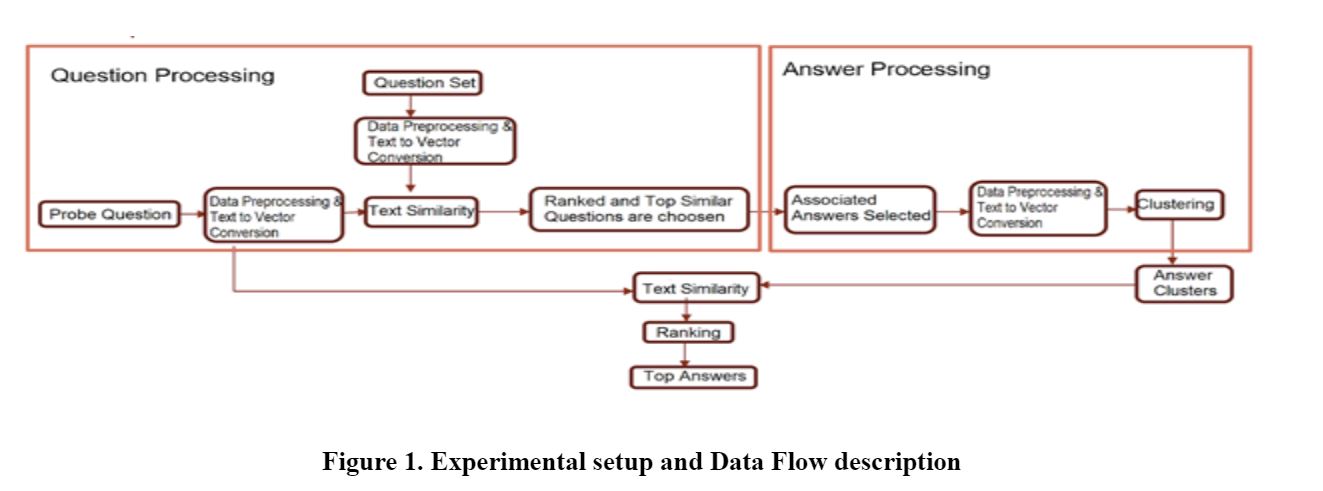 Question Processing
Question Set
Data Preprocessing &
Text to Vector
Conversion
Probe Question
Data Preprocessing &
Text to Vector
Conversion
Text Similarity
Ranked and Top Similar
Questions are choosen
Answer Processing
Associated
Answers Selected
Data Preprocessing &
Text to Vector
Conversion
Clustering
Answer
Clusters
Text Similarity
Ranking
Top Answers
Figure 1. Experimental setup and Data Flow description